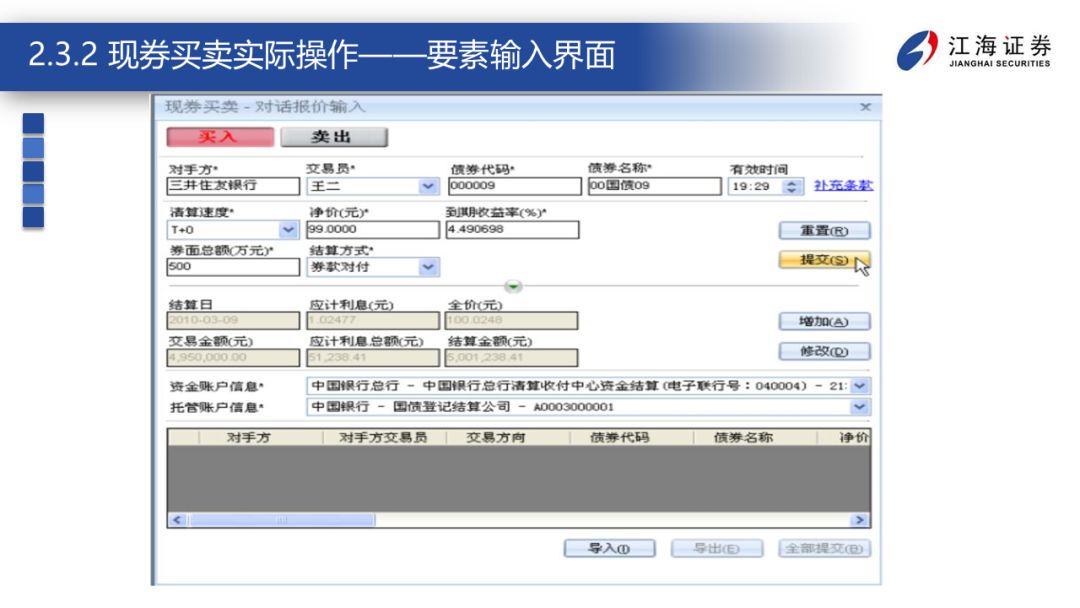 2.3.2 现券买卖实际操作——要素输入界面
江海证券
JIANGHAI SECURITIES
现券买卖 - 对话报价输入
买入 卖出
对手方* 交易员* 债券代码* 债券名称* 有效时间
三井住友银行 王二 000009 00国债09 19:29 补充条款
清算速度* 净价(元)* 到期收益率(%)*
T+0 99.0000 4.490698 重置(R)
券面总额(万元)* 结算方式*
500 券款对付 提交(S)
结算日 应计利息(元) 全价(元)
2010-03-09 1.02477 100.0248 增加(A)
交易金额(元) 应计利息总额(元) 结算金额(元)
4,950,000.00 51,238.41 5,001,238.41 修改(D)
资金账户信息* 中国银行总行 - 中国银行总行清算收付中心资金结算(电子联行号：040004) - 21
托管账户信息* 中国银行 - 国债登记结算公司 - A0003000001
对手方 对手方交易员 交易方向 债券代码 债券名称 净价
导入(I) 导出(E) 全部提交(B)